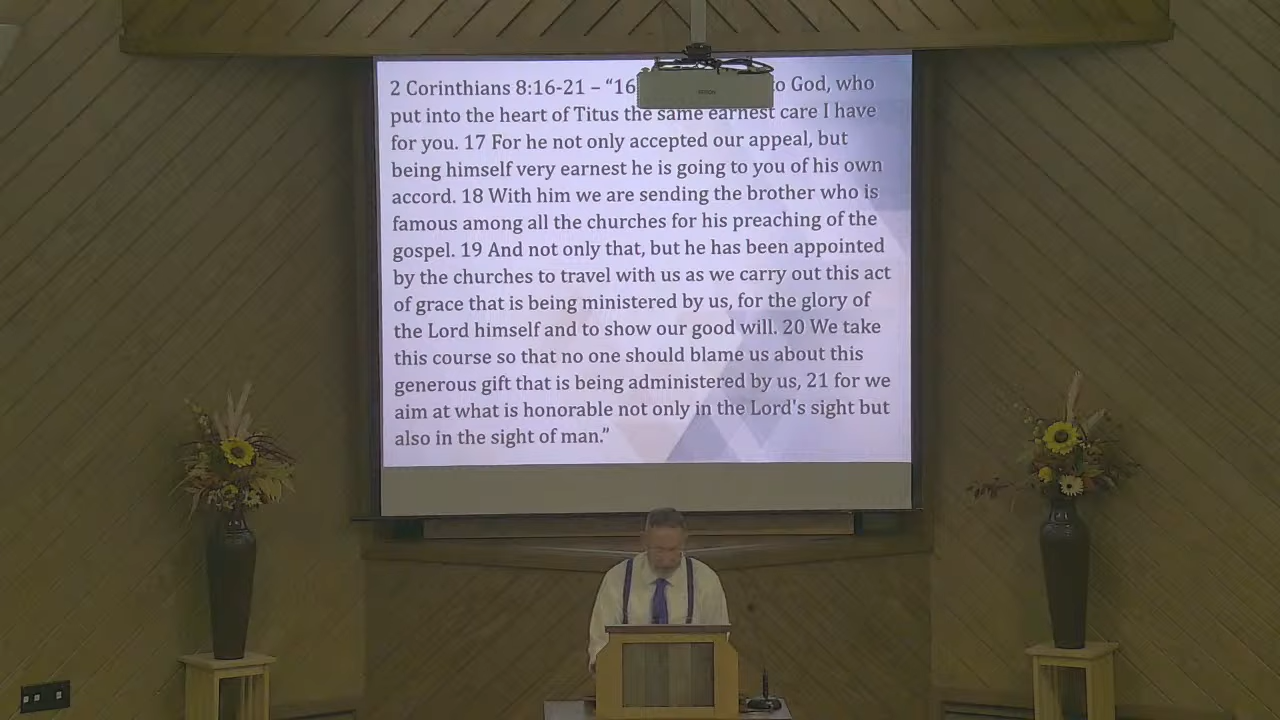 2 Corinthians 8:16-21 – “16 o God, who
put into the heart of Titus the same earnest care I have
for you. 17 For he not only accepted our appeal, but
being himself very earnest he is going to you of his own
accord. 18 With him we are sending the brother who is
famous among all the churches for his preaching of the
gospel. 19 And not only that, but he has been appointed
by the churches to travel with us as we carry out this act
of grace that is being ministered by us, for the glory of
the Lord himself and to show our good will. 20 We take
this course so that no one should blame us about this
generous gift that is being administered by us, 21 for we
aim at what is honorable not only in the Lord's sight but
also in the sight of man.”
EPSON